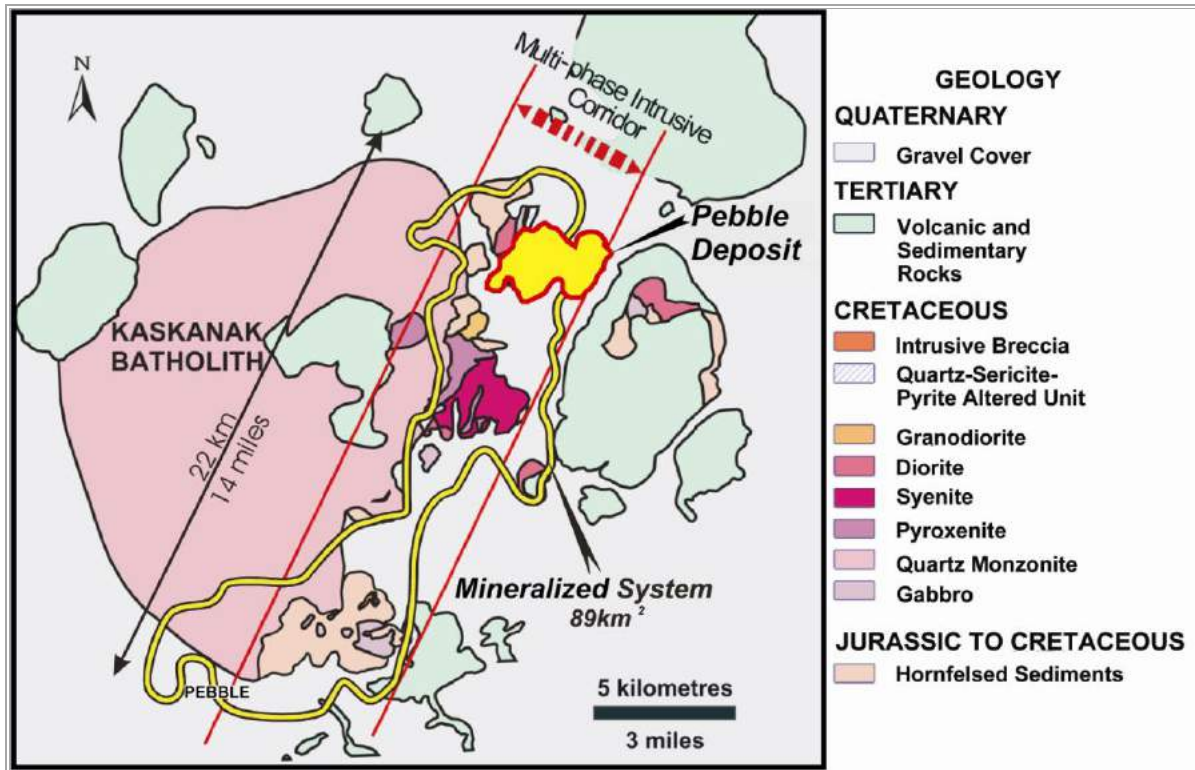 N
Multi-phase Intrusive
Corridor
Pebble
Deposit
KASKANAK
BATHOLITH
22 km
14 miles
Mineralized System
89km²
PEBBLE
5 kilometres
3 miles
GEOLOGY
QUATERNARY
Gravel Cover
TERTIARY
Volcanic and
Sedimentary
Rocks
CRETACEOUS
Intrusive Breccia
Quartz-Sericite-
Pyrite Altered Unit
Granodiorite
Diorite
Syenite
Pyroxenite
Quartz Monzonite
Gabbro
JURASSIC TO CRETACEOUS
Hornfelsed Sediments